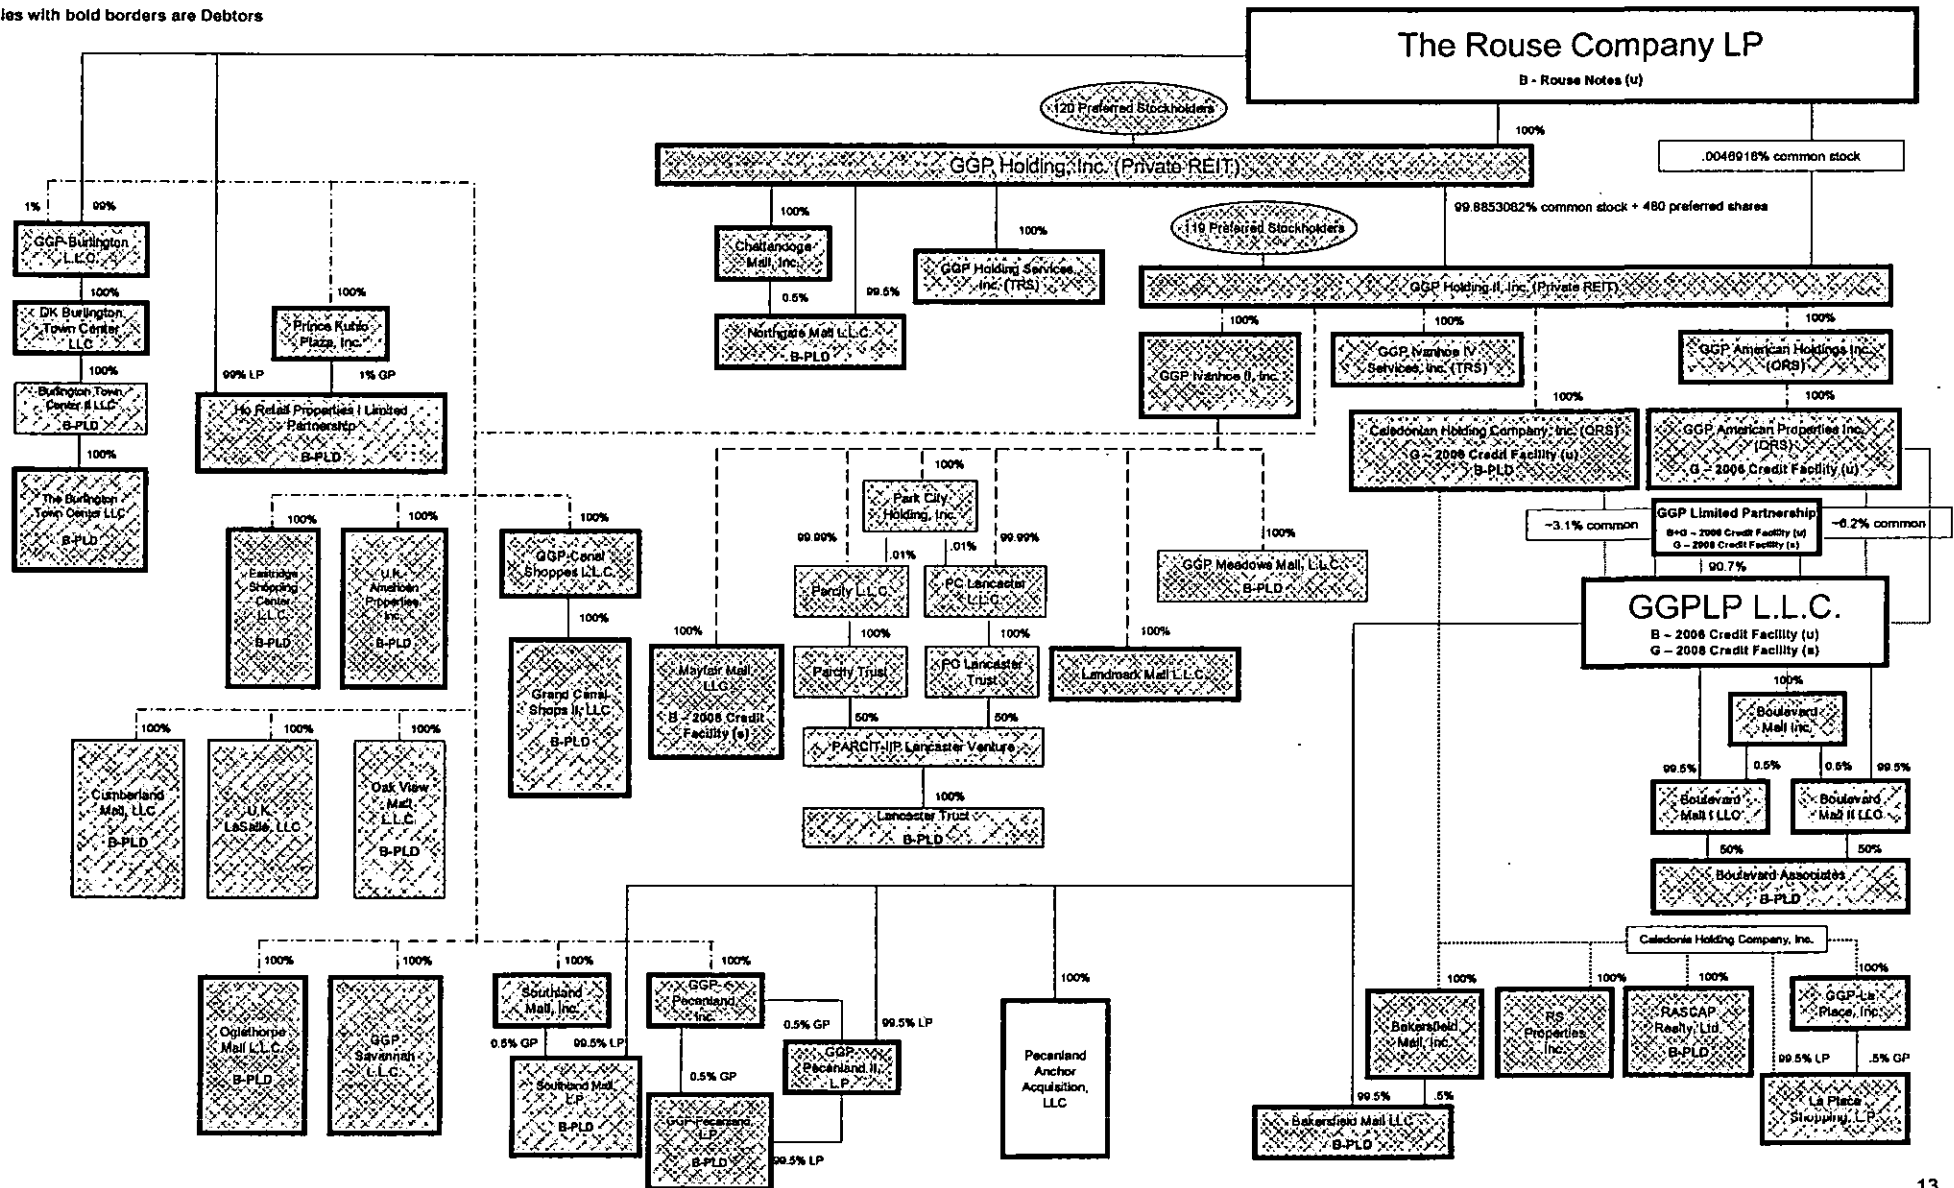 ies with bold borders are Debtors
The Rouse Company LP
B - Rouse Notes (u)
120 Preferred Stockholders
100%
GGP Holding, Inc. (Private REIT)
.0046918% common stock
1%
99%
100%
99.8853082% common stock + 480 preferred shares
GGP-Burlington
L.L.C.
Chattanooga
Mall, Inc.
100%
GGP Holding Services,
Inc. (TRS)
119 Preferred Stockholders
100%
100%
0.5%
99.5%
GGP Holding II, Inc. (Private REIT)
DK Burlington
Town Center
LLC
Prince Kuhio
Plaza, Inc.
Northgate Mall L.L.C.
B-PLD
100%
100%
100%
GGP Ivanhoe II, Inc.
GGP Ivanhoe IV
Services, Inc. (TRS)
GGP American Holdings Inc.
(QRS)
100%
99% LP
1% GP
Burlington Town
Center II LLC
B-PLD
Ho Retail Properties I Limited
Partnership
B-PLD
100%
100%
Caledonian Holding Company, Inc. (QRS)
G – 2006 Credit Facility (u)
B-PLD
GGP American Properties Inc.
(QRS)
G – 2006 Credit Facility (u)
100%
The Burlington
Town Center LLC
B-PLD
100%
Park City
Holding, Inc.
~3.1% common
GGP Limited Partnership
B+G – 2006 Credit Facility (u)
G – 2008 Credit Facility (s)
~6.2% common
90.7%
100%
100%
100%
Eastridge
Shopping
Center
L.L.C.
B-PLD
U.K.
American
Properties
Inc.
B-PLD
GGP-Canal
Shoppes L.L.C.
99.99%
.01%
.01%
99.99%
100%
Parcity L.L.C.
PC Lancaster
L.L.C.
GGP Meadows Mall, L.L.C.
B-PLD
GGPLP L.L.C.
B – 2006 Credit Facility (u)
G – 2008 Credit Facility (s)
100%
100%
100%
100%
100%
Grand Canal
Shops II, LLC
B-PLD
Mayfair Mall
LLC
B – 2008 Credit
Facility (s)
Parcity Trust
PC Lancaster
Trust
Landmark Mall L.L.C.
50%
50%
PARCIT-IIP Lancaster Venture
100%
Lancaster Trust
B-PLD
100%
Boulevard
Mall Inc.
99.5%
0.5%
0.5%
99.5%
Boulevard
Mall I LLC
Boulevard
Mall II LLC
50%
50%
Boulevard Associates
B-PLD
100%
100%
100%
Cumberland
Mall, LLC
B-PLD
U.K.
LaSalle, LLC
Oak View
Mall
L.L.C.
B-PLD
Caledonia Holding Company, Inc.
100%
100%
100%
100%
100%
100%
100%
100%
100%
Oglethorpe
Mall L.L.C.
B-PLD
GGP
Savannah
L.L.C.
Southland
Mall, Inc.
GGP-
Pecanland,
Inc.
Pecanland
Anchor
Acquisition,
LLC
Bakersfield
Mall, Inc.
RS
Properties
Inc.
RASCAP
Realty, Ltd.
B-PLD
GGP-La
Place, Inc.
0.5% GP
99.5% LP
0.5% GP
0.5% GP
99.5% LP
Southland Mall,
L.P.
B-PLD
GGP
Pecanland II,
L.P.
GGP-Pecanland,
L.P.
B-PLD
99.5% LP
99.5%
.5%
Bakersfield Mall LLC
B-PLD
99.5% LP
.5% GP
La Place
Shopping, L.P.
13